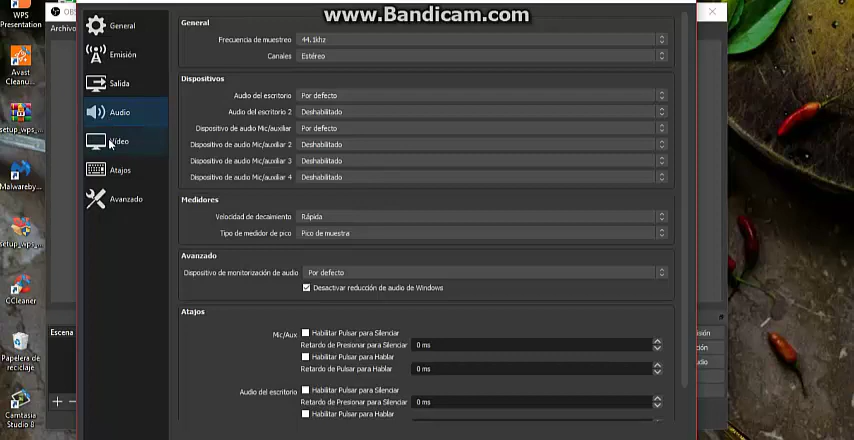 www.Bandicam.com
WPS
Presentation
Avast
Cleanu...
setup_wps_...
Malwareby...
setup_wps_...
CCleaner
Papelera de
reciclaje
Camtasia
Studio 8
OBS
Archivo
Escena
General
Emisión
Salida
Audio
Vídeo
Atajos
Avanzado
General
Frecuencia de muestreo 44.1khz
Canales Estéreo
Dispositivos
Audio del escritorio Por defecto
Audio del escritorio 2 Deshabilitado
Dispositivo de audio Mic/auxiliar Por defecto
Dispositivo de audio Mic/auxiliar 2 Deshabilitado
Dispositivo de audio Mic/auxiliar 3 Deshabilitado
Dispositivo de audio Mic/auxiliar 4 Deshabilitado
Medidores
Velocidad de decaimiento Rápida
Tipo de medidor de pico Pico de muestra
Avanzado
Dispositivo de monitorización de audio Por defecto
Desactivar reducción de audio de Windows
Atajos
Mic/Aux Habilitar Pulsar para Silenciar
Retardo de Presionar para Silenciar 0 ms
Habilitar Pulsar para Hablar
Retardo de Pulsar para Hablar 0 ms
Audio del escritorio Habilitar Pulsar para Silenciar
Retardo de Presionar para Silenciar 0 ms
Habilitar Pulsar para Hablar